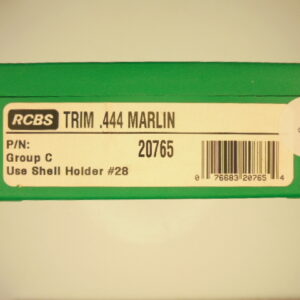 RCBS TRIM .444 MARLIN
P/N: 20765
Group C
Use Shell Holder #28
0 76683 20765 4